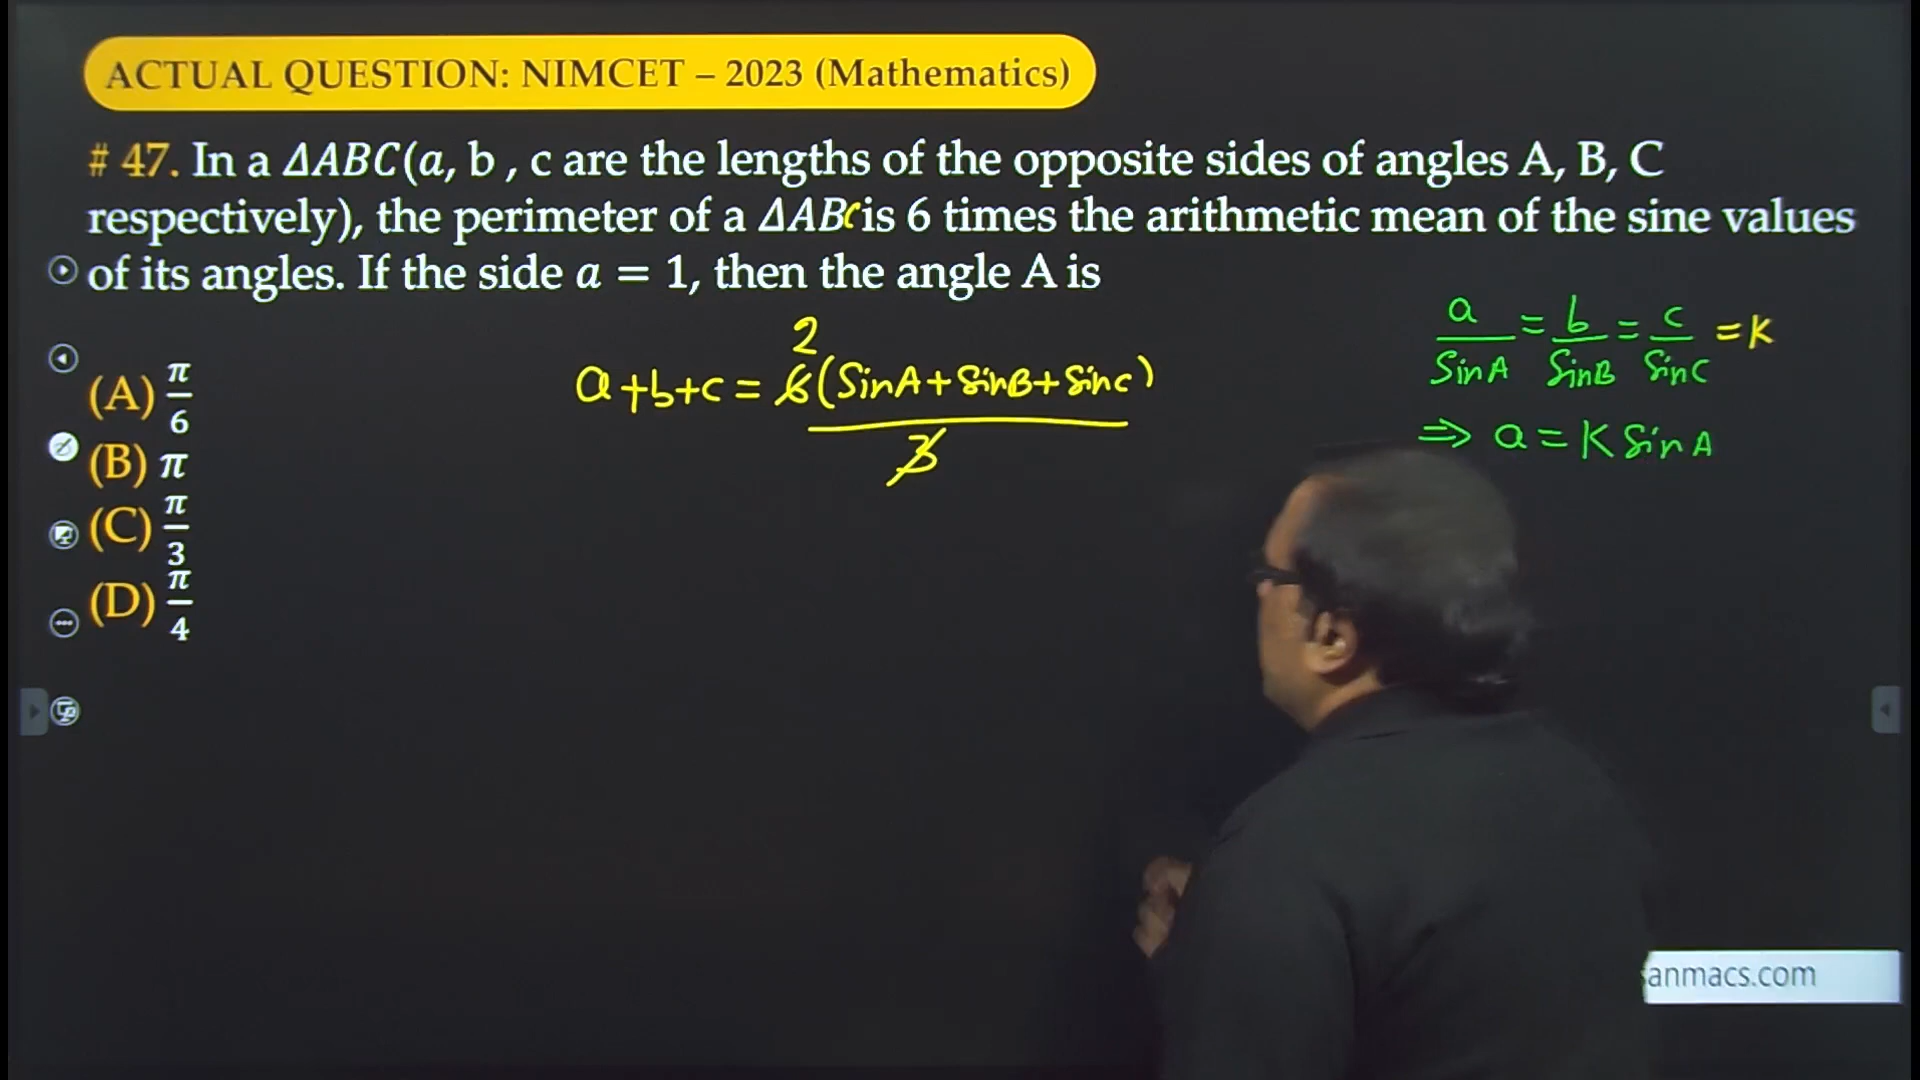 ACTUAL QUESTION: NIMCET – 2023 (Mathematics)
# 47. In a ΔABC(a, b , c are the lengths of the opposite sides of angles A, B, C
respectively), the perimeter of a ΔABC is 6 times the arithmetic mean of the sine values
of its angles. If the side a = 1, then the angle A is
(A) π/6
(B) π
(C) π/3
(D) π/4
2
a+b+c = 6(SinA+SinB+Sinc)
3
a/SinA = b/SinB = c/SinC = K
⇒ a = K SinA
anmacs.com